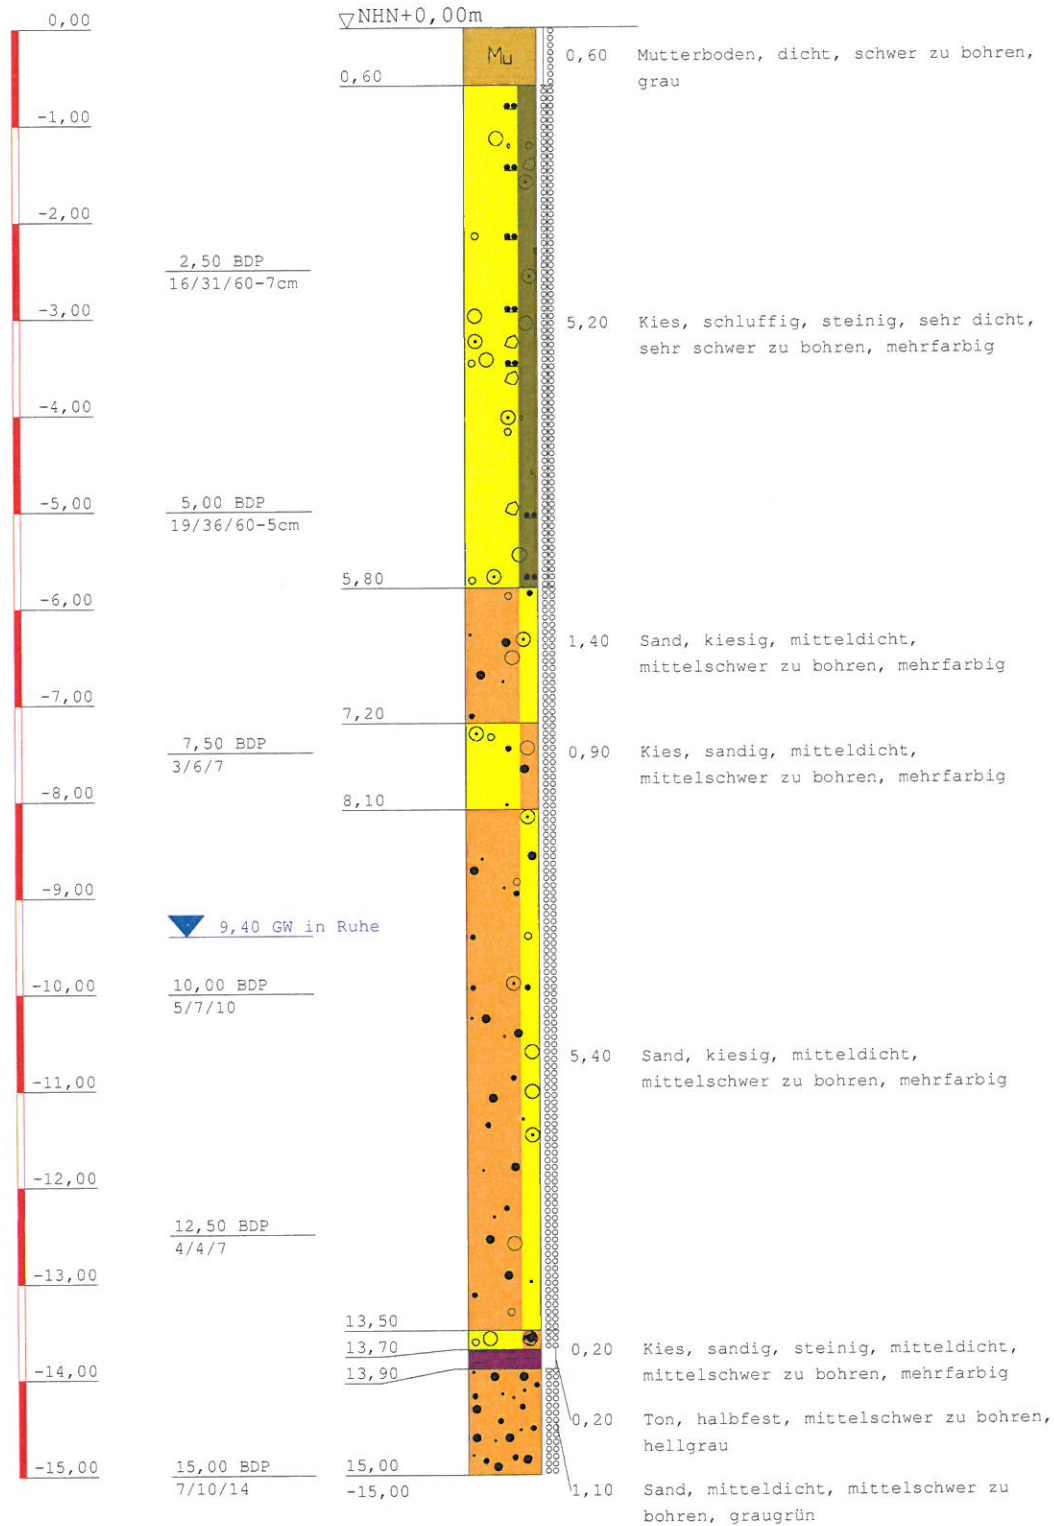 0,00
▽NHN+0,00m
Mu
0,60 Mutterboden, dicht, schwer zu bohren,
grau
0,60
-1,00
-2,00
2,50 BDP
16/31/60-7cm
-3,00
5,20 Kies, schluffig, steinig, sehr dicht,
sehr schwer zu bohren, mehrfarbig
-4,00
-5,00
5,00 BDP
19/36/60-5cm
5,80
-6,00
1,40 Sand, kiesig, mitteldicht,
mittelschwer zu bohren, mehrfarbig
-7,00
7,20
7,50 BDP
3/6/7
0,90 Kies, sandig, mitteldicht,
mittelschwer zu bohren, mehrfarbig
-8,00
8,10
-9,00
9,40 GW in Ruhe
-10,00
10,00 BDP
5/7/10
5,40 Sand, kiesig, mitteldicht,
mittelschwer zu bohren, mehrfarbig
-11,00
-12,00
12,50 BDP
4/4/7
-13,00
13,50
13,70
0,20 Kies, sandig, steinig, mitteldicht,
mittelschwer zu bohren, mehrfarbig
13,90
-14,00
0,20 Ton, halbfest, mittelschwer zu bohren,
hellgrau
-15,00
15,00 BDP
7/10/14
15,00
-15,00
1,10 Sand, mitteldicht, mittelschwer zu
bohren, graugrün